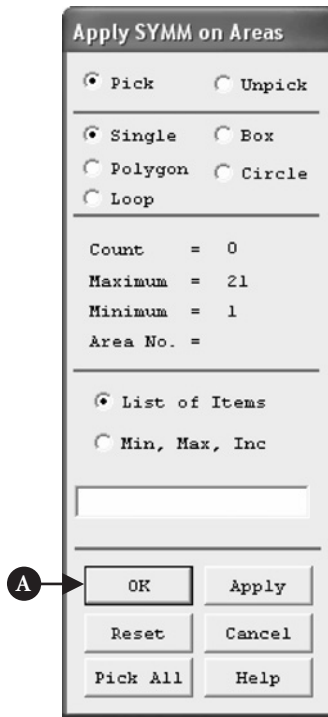 Apply SYMM on Areas
Pick Unpick
Single Box
Polygon Circle
Loop
Count = 0
Maximum = 21
Minimum = 1
Area No. =
List of Items
Min, Max, Inc
A OK Apply
Reset Cancel
Pick All Help